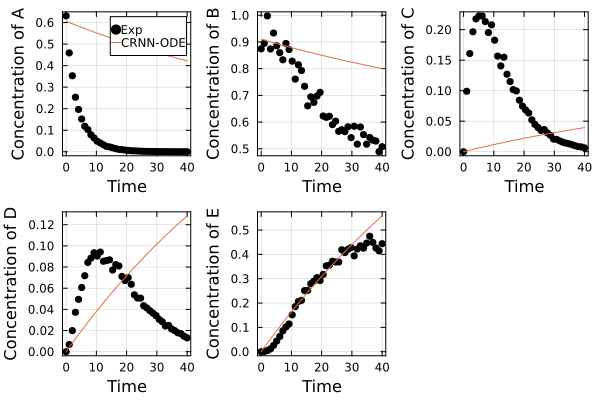 Concentration of A
0.6
0.5
0.4
0.3
0.2
0.1
0.0
0 10 20 30 40
Time
Exp
CRNN-ODE
Concentration of B
1.0
0.9
0.8
0.7
0.6
0.5
0 10 20 30 40
Time
Concentration of C
0.20
0.15
0.10
0.05
0.00
0 10 20 30 40
Time
Concentration of D
0.12
0.10
0.08
0.06
0.04
0.02
0.00
0 10 20 30 40
Time
Concentration of E
0.5
0.4
0.3
0.2
0.1
0.0
0 10 20 30 40
Time